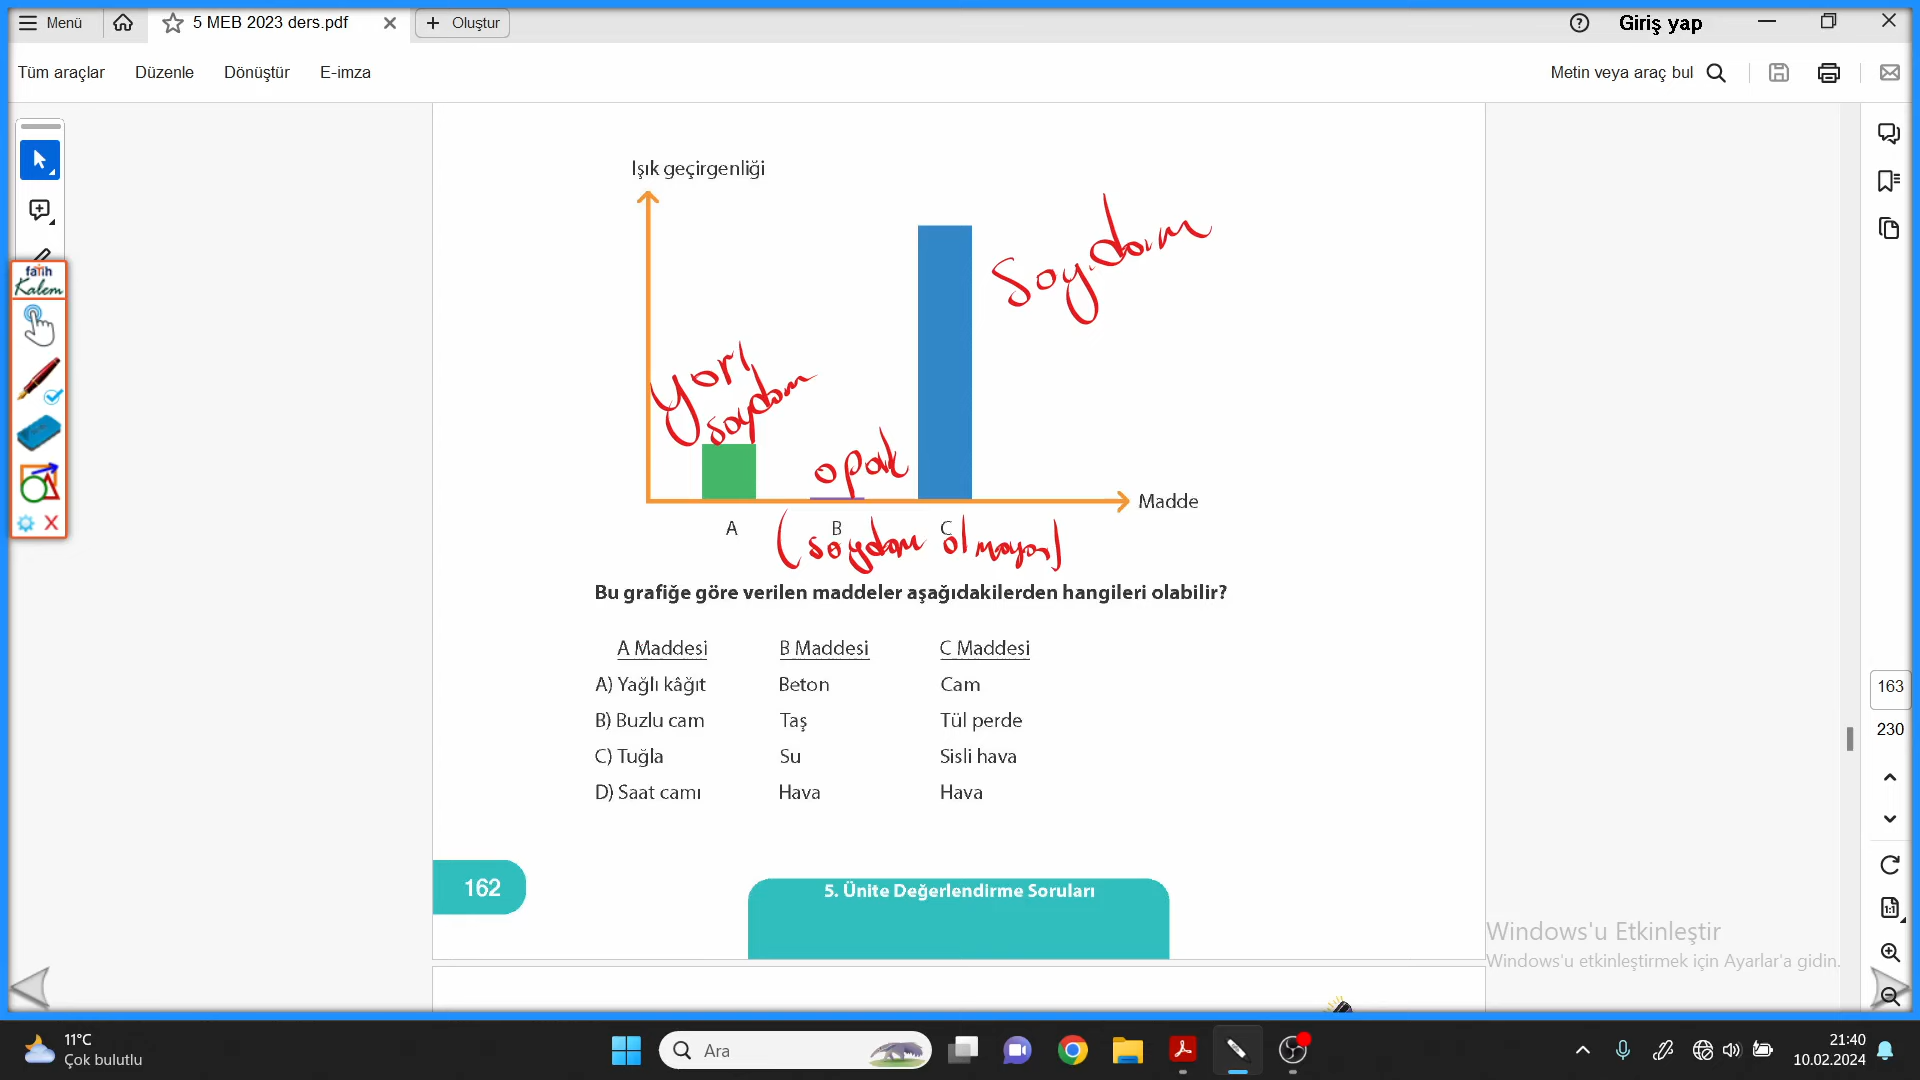 Menü
5 MEB 2023 ders.pdf
Oluştur
Giriş yap
Tüm araçlar Düzenle Dönüştür E-imza
Metin veya araç bul
fatih
Kalem
Işık geçirgenliği
Saydam
Yarı
saydam
opak
Madde
A B C
(saydam olmayan)
Bu grafiğe göre verilen maddeler aşağıdakilerden hangileri olabilir?
A Maddesi B Maddesi C Maddesi
A) Yağlı kâğıt Beton Cam
B) Buzlu cam Taş Tül perde
C) Tuğla Su Sisli hava
D) Saat camı Hava Hava
163
230
162
5. Ünite Değerlendirme Soruları
Windows'u Etkinleştir
Windows'u etkinleştirmek için Ayarlar'a gidin.
11°C
Çok bulutlu
Ara
21:40
10.02.2024